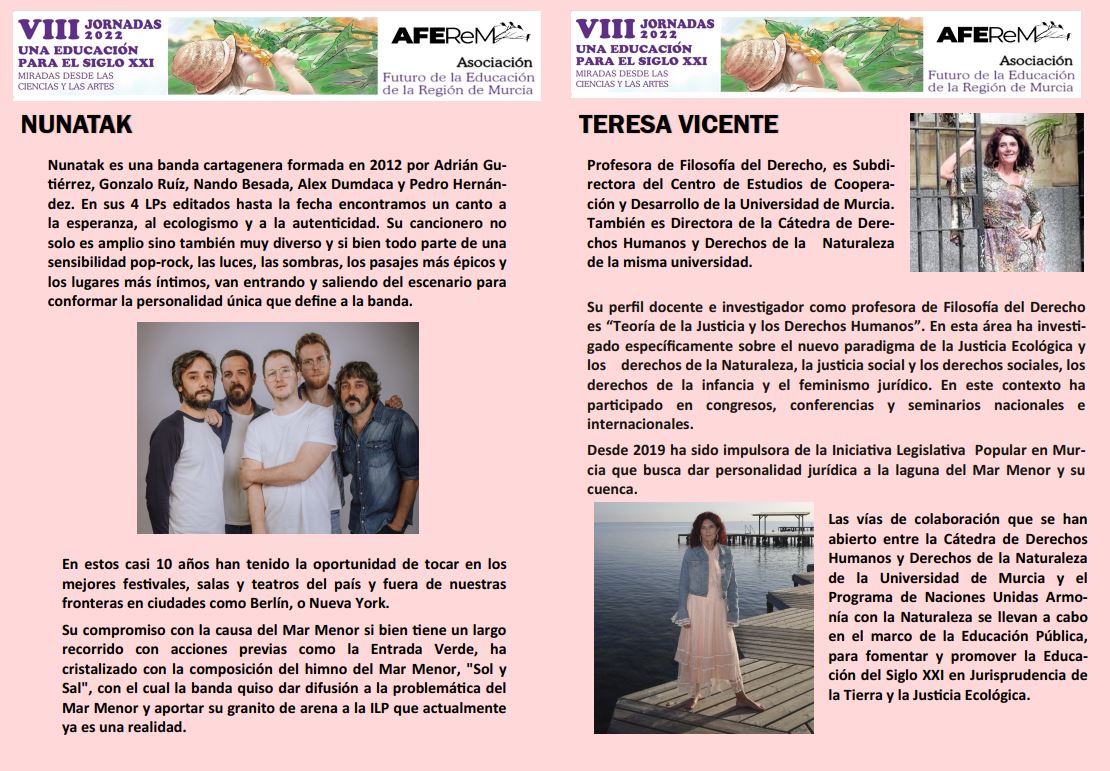 VIII JORNADAS
2022
UNA EDUCACIÓN
PARA EL SIGLO XXI
MIRADAS DESDE LAS
CIENCIAS Y LAS ARTES
AFEReM
Asociación
Futuro de la Educación
de la Región de Murcia
NUNATAK
Nunatak es una banda cartagenera formada en 2012 por Adrián Gu-
tiérrez, Gonzalo Ruíz, Nando Besada, Alex Dumdaca y Pedro Hernán-
dez. En sus 4 LPs editados hasta la fecha encontramos un canto a
la esperanza, al ecologismo y a la autenticidad. Su cancionero no
solo es amplio sino también muy diverso y si bien todo parte de una
sensibilidad pop-rock, las luces, las sombras, los pasajes más épicos y
los lugares más íntimos, van entrando y saliendo del escenario para
conformar la personalidad única que define a la banda.
En estos casi 10 años han tenido la oportunidad de tocar en los
mejores festivales, salas y teatros del país y fuera de nuestras
fronteras en ciudades como Berlín, o Nueva York.
Su compromiso con la causa del Mar Menor si bien tiene un largo
recorrido con acciones previas como la Entrada Verde, ha
cristalizado con la composición del himno del Mar Menor, "Sol y
Sal", con el cual la banda quiso dar difusión a la problemática del
Mar Menor y aportar su granito de arena a la ILP que actualmente
ya es una realidad.
VIII JORNADAS
2022
UNA EDUCACIÓN
PARA EL SIGLO XXI
MIRADAS DESDE LAS
CIENCIAS Y LAS ARTES
AFEReM
Asociación
Futuro de la Educación
de la Región de Murcia
TERESA VICENTE
Profesora de Filosofía del Derecho, es Subdi-
rectora del Centro de Estudios de Coopera-
ción y Desarrollo de la Universidad de Murcia.
También es Directora de la Cátedra de Dere-
chos Humanos y Derechos de la Naturaleza
de la misma universidad.
Su perfil docente e investigador como profesora de Filosofía del Derecho
es “Teoría de la Justicia y los Derechos Humanos”. En esta área ha investi-
gado específicamente sobre el nuevo paradigma de la Justicia Ecológica y
los derechos de la Naturaleza, la justicia social y los derechos sociales, los
derechos de la infancia y el feminismo jurídico. En este contexto ha
participado en congresos, conferencias y seminarios nacionales e
internacionales.
Desde 2019 ha sido impulsora de la Iniciativa Legislativa Popular en Mur-
cia que busca dar personalidad jurídica a la laguna del Mar Menor y su
cuenca.
Las vías de colaboración que se han
abierto entre la Cátedra de Derechos
Humanos y Derechos de la Naturaleza
de la Universidad de Murcia y el
Programa de Naciones Unidas Armo-
nía con la Naturaleza se llevan a cabo
en el marco de la Educación Pública,
para fomentar y promover la Educa-
ción del Siglo XXI en Jurisprudencia de
la Tierra y la Justicia Ecológica.